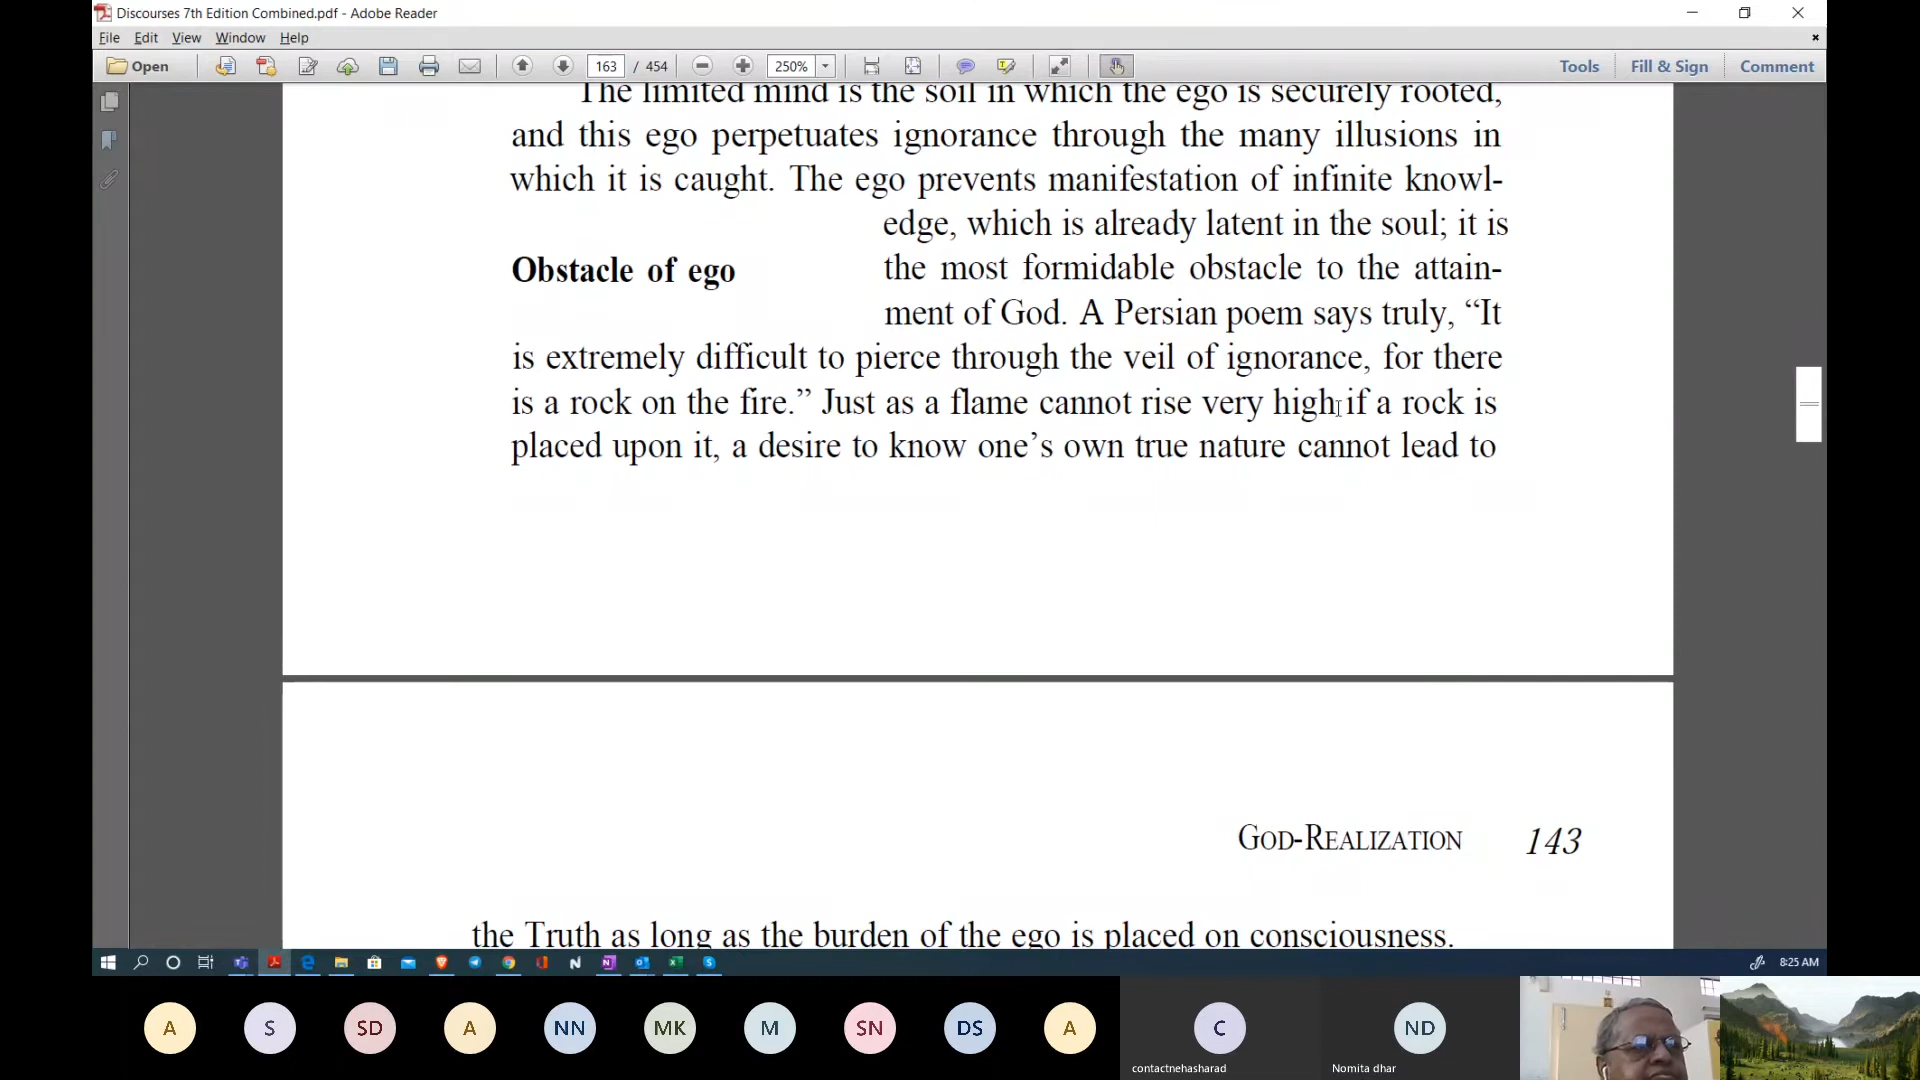 Discourses 7th Edition Combined.pdf - Adobe Reader
File Edit View Window Help
Open 163 / 454 250% Tools Fill & Sign Comment
The limited mind is the soil in which the ego is securely rooted,
and this ego perpetuates ignorance through the many illusions in
which it is caught. The ego prevents manifestation of infinite knowl-
edge, which is already latent in the soul; it is
Obstacle of ego
the most formidable obstacle to the attain-
ment of God. A Persian poem says truly, “It
is extremely difficult to pierce through the veil of ignorance, for there
is a rock on the fire.” Just as a flame cannot rise very high if a rock is
placed upon it, a desire to know one’s own true nature cannot lead to
GOD-REALIZATION 143
the Truth as long as the burden of the ego is placed on consciousness.
8:25 AM
A S SD A NN MK M SN DS A C ND
contactnehasharad Nomita dhar